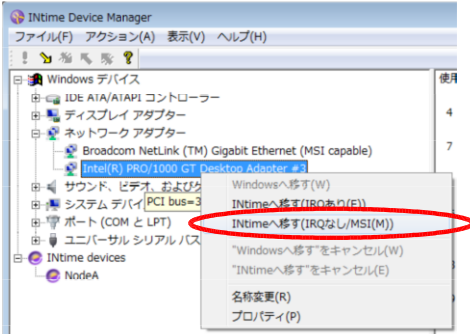 INtime Device Manager
ファイル(F) アクション(A) 表示(V) ヘルプ(H)
Windows デバイス
使用
IDE ATA/ATAPI コントローラー
ディスプレイ アダプター
4
ネットワーク アダプター
Broadcom NetLink (TM) Gigabit Ethernet (MSI capable)
7
Intel(R) PRO/1000 GT Desktop Adapter #3
サウンド、ビデオ、および
Windowsへ移す(W)
システム デバイ
PCI bus=3
INtimeへ移す(IRQあり(E))
ポート (COM と LPT)
INtimeへ移す(IRQなし/MSI(M))
ユニバーサル シリアル バス
"Windowsへ移す"をキャンセル(W)
INtime devices
"INtimeへ移す"をキャンセル(E)
NodeA
名称変更(R)
プロパティ(P)